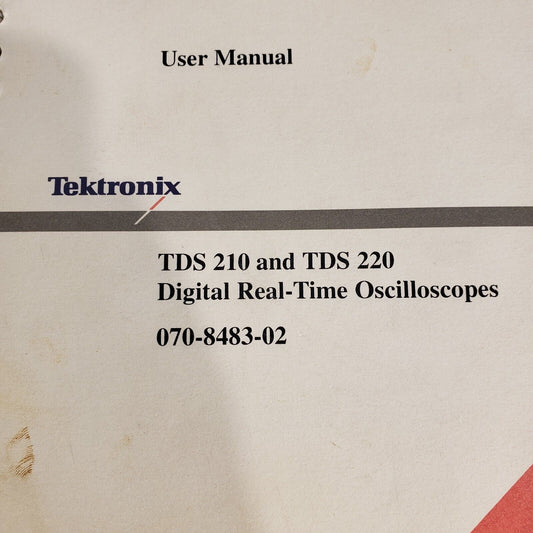 User Manual
Tektronix
TDS 210 and TDS 220
Digital Real-Time Oscilloscopes
070-8483-02